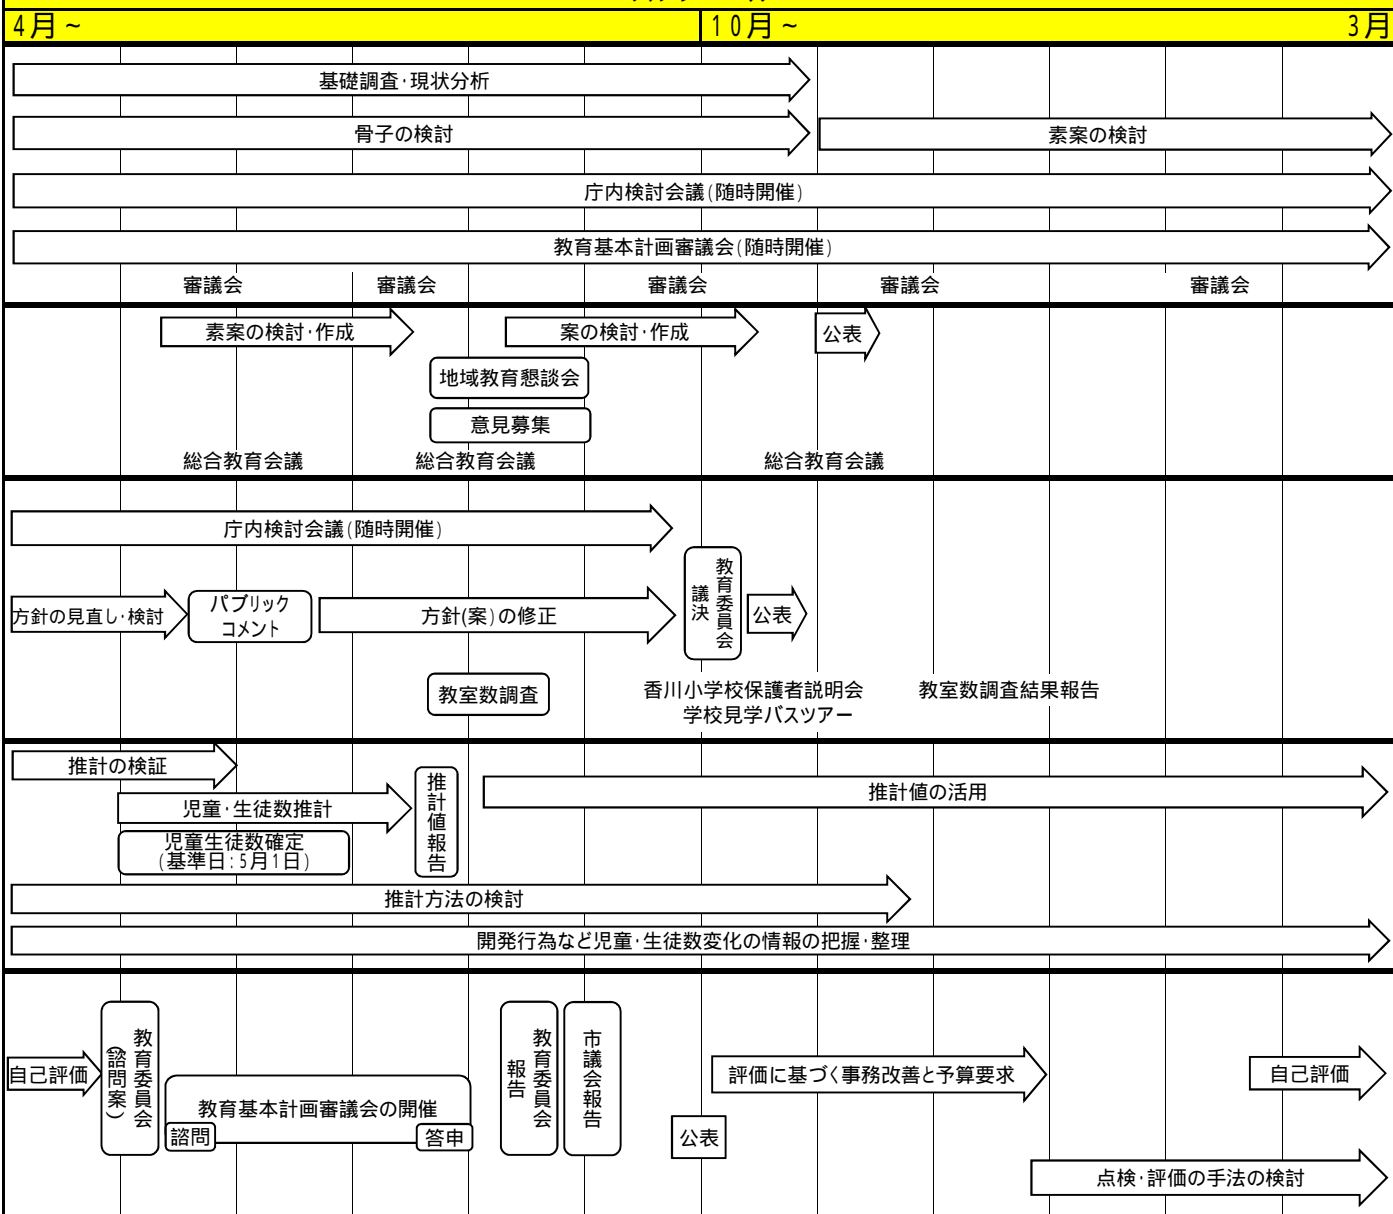 4月~
10月~
3月
基礎調査・現状分析
骨子の検討
素案の検討
庁内検討会議(随時開催)
教育基本計画審議会(随時開催)
審議会
審議会
審議会
審議会
審議会
素案の検討・作成
案の検討・作成
公表
地域教育懇談会
意見募集
総合教育会議
総合教育会議
総合教育会議
庁内検討会議(随時開催)
方針の見直し・検討
パブリック
コメント
方針(案)の修正
教育委員会
議決
公表
教室数調査
香川小学校保護者説明会
学校見学バスツアー
教室数調査結果報告
推計の検証
児童・生徒数推計
児童生徒数確定
(基準日:5月1日)
推計値報告
推計値の活用
推計方法の検討
開発行為など児童・生徒数変化の情報の把握・整理
自己評価
教育委員会
(諮問案)
教育基本計画審議会の開催
諮問
答申
教育委員会
報告
市議会報告
公表
評価に基づく事務改善と予算要求
自己評価
点検・評価の手法の検討